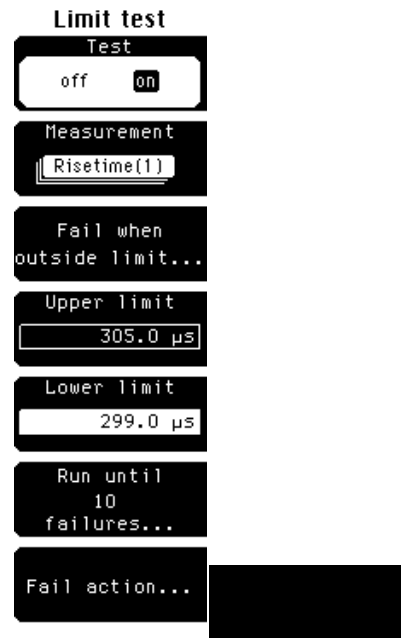 Limit test
Test
off on
Measurement
Risetime(1)
Fail when
outside limit...
Upper limit
305.0 µs
Lower limit
299.0 µs
Run until
10
failures...
Fail action...